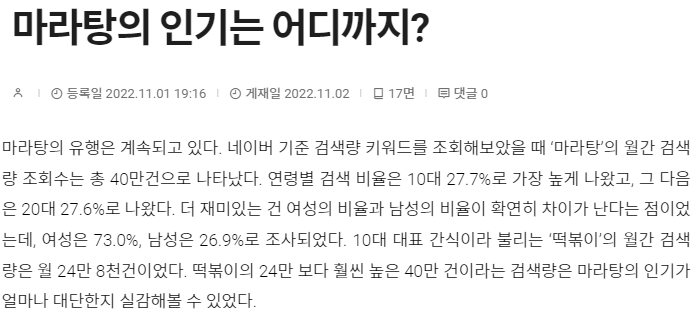 마라탕의 인기는 어디까지?
등록일 2022.11.01 19:16 게재일 2022.11.02 17면 댓글 0
마라탕의 유행은 계속되고 있다. 네이버 기준 검색량 키워드를 조회해보았을 때 ‘마라탕’의 월간 검색
량 조회수는 총 40만건으로 나타났다. 연령별 검색 비율은 10대 27.7%로 가장 높게 나왔고, 그 다음
은 20대 27.6%로 나왔다. 더 재미있는 건 여성의 비율과 남성의 비율이 확연히 차이가 난다는 점이었
는데, 여성은 73.0%, 남성은 26.9%로 조사되었다. 10대 대표 간식이라 불리는 ‘떡볶이’의 월간 검색
량은 월 24만 8천건이었다. 떡볶이의 24만 보다 훨씬 높은 40만 건이라는 검색량은 마라탕의 인기가
얼마나 대단한지 실감해볼 수 있었다.